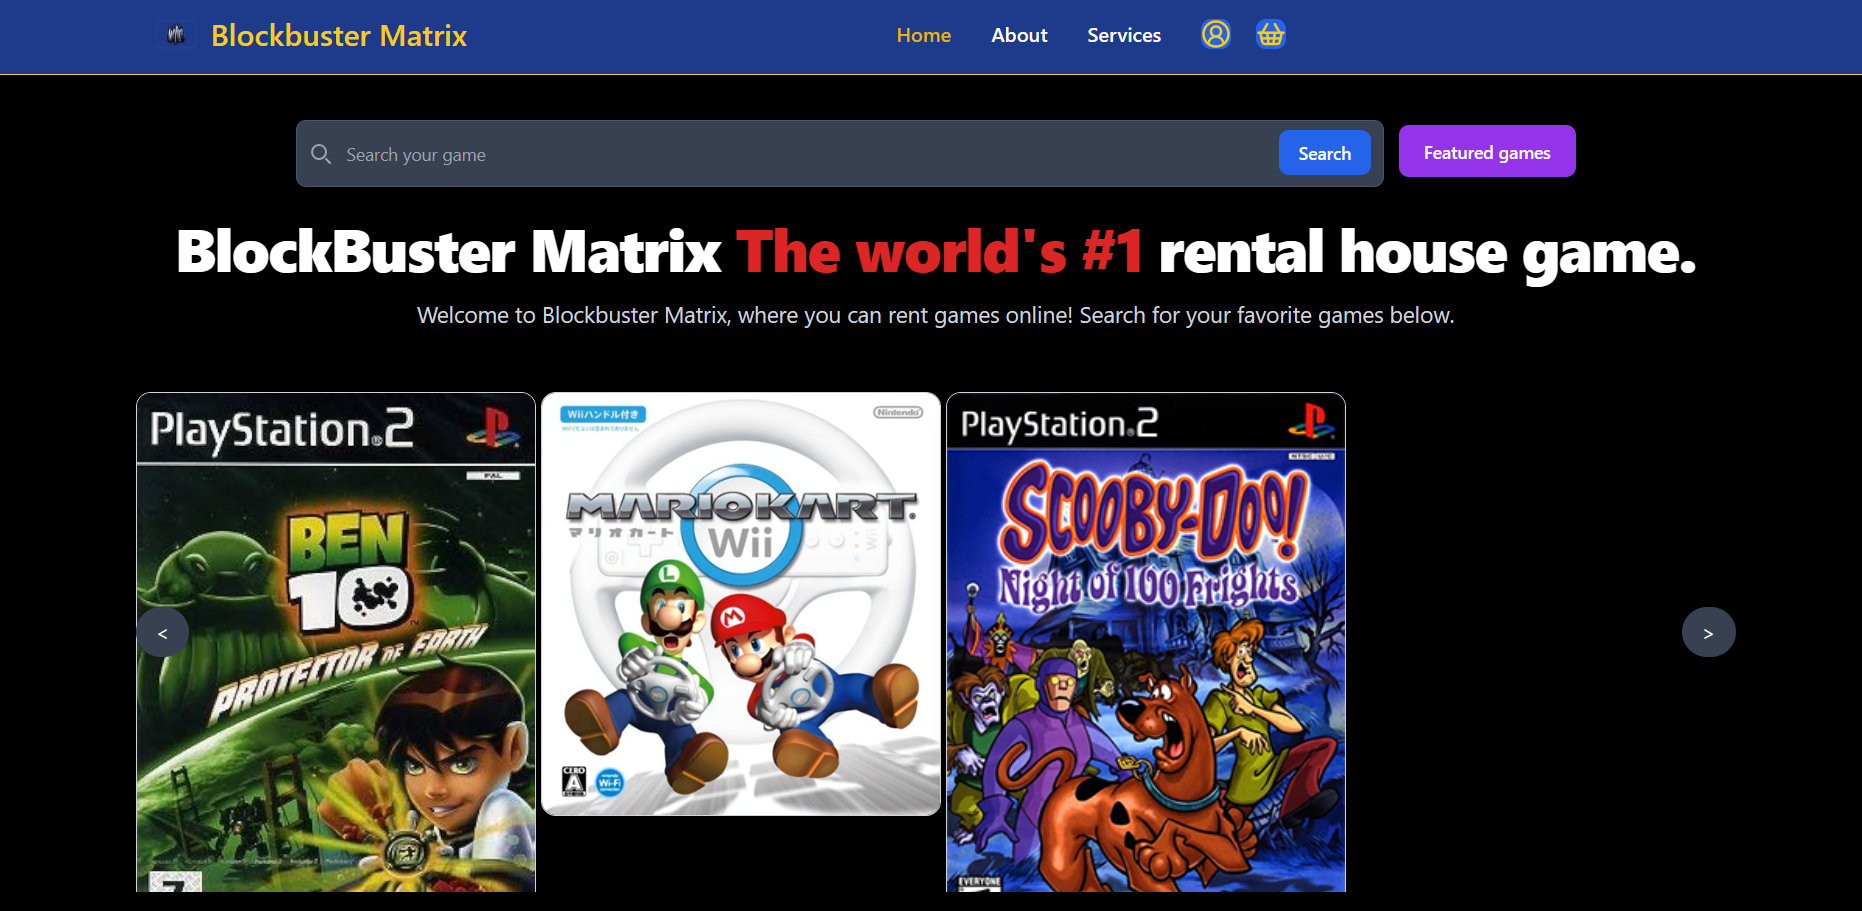 Blockbuster Matrix
Home About Services
Search your game
Search
Featured games
BlockBuster Matrix The world's #1 rental house game.
Welcome to Blockbuster Matrix, where you can rent games online! Search for your favorite games below.
PlayStation®2
PAL
BEN
10
PROTECTOR OF EARTH
7
Wiiハンドル付き
Nintendo
MARIOKART
マリオカート
Wii
L
M
CERO
A
Nintendo
Wi-Fi
connection
PlayStation®2
NTSC U/C
SCOOBY-DOO!
Night of 100 Frights
EVERYONE
<
>